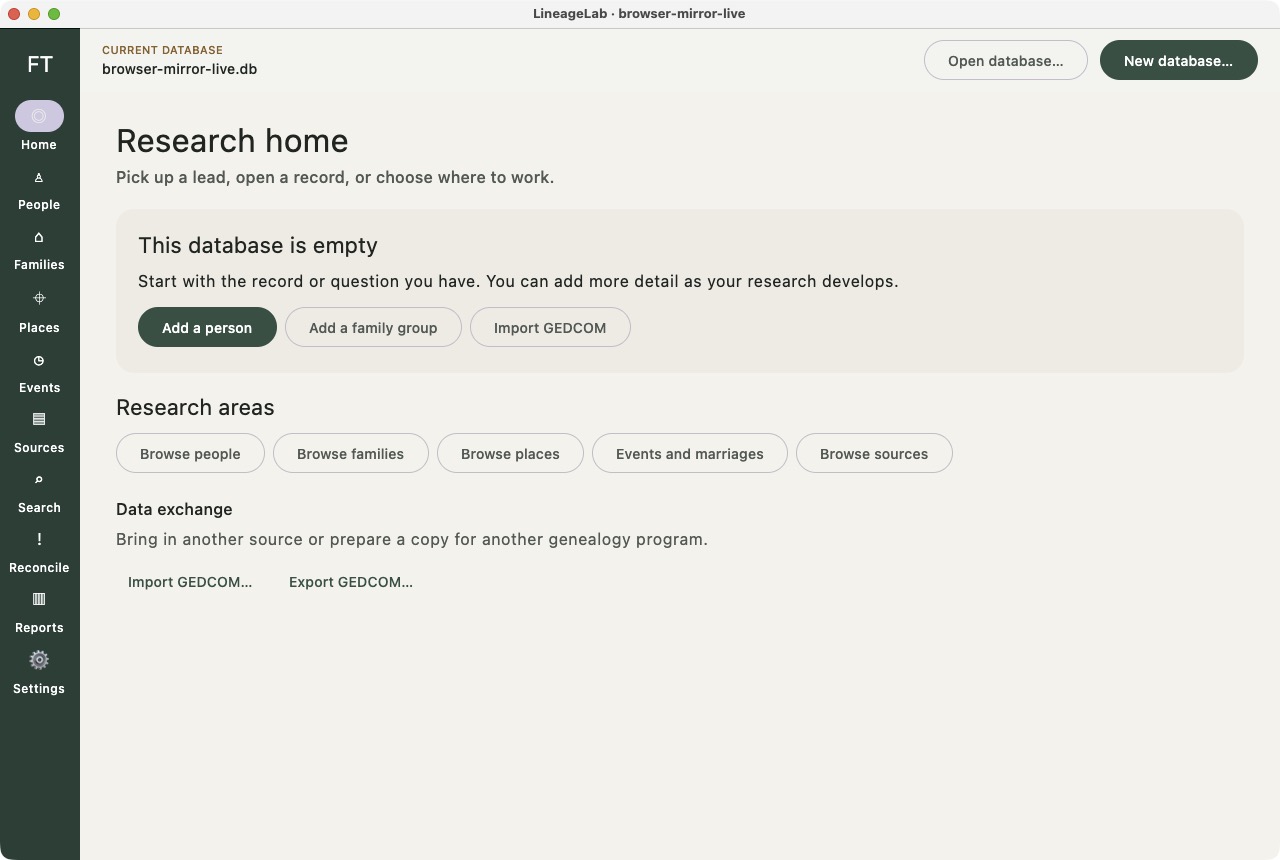 LineageLab · browser-mirror-live
FT
Home
People
Families
Places
Events
Sources
Search
!
Reconcile
Reports
Settings
CURRENT DATABASE
browser-mirror-live.db
Open database...
New database...
Research home
Pick up a lead, open a record, or choose where to work.
This database is empty
Start with the record or question you have. You can add more detail as your research develops.
Add a person
Add a family group
Import GEDCOM
Research areas
Browse people
Browse families
Browse places
Events and marriages
Browse sources
Data exchange
Bring in another source or prepare a copy for another genealogy program.
Import GEDCOM...
Export GEDCOM...